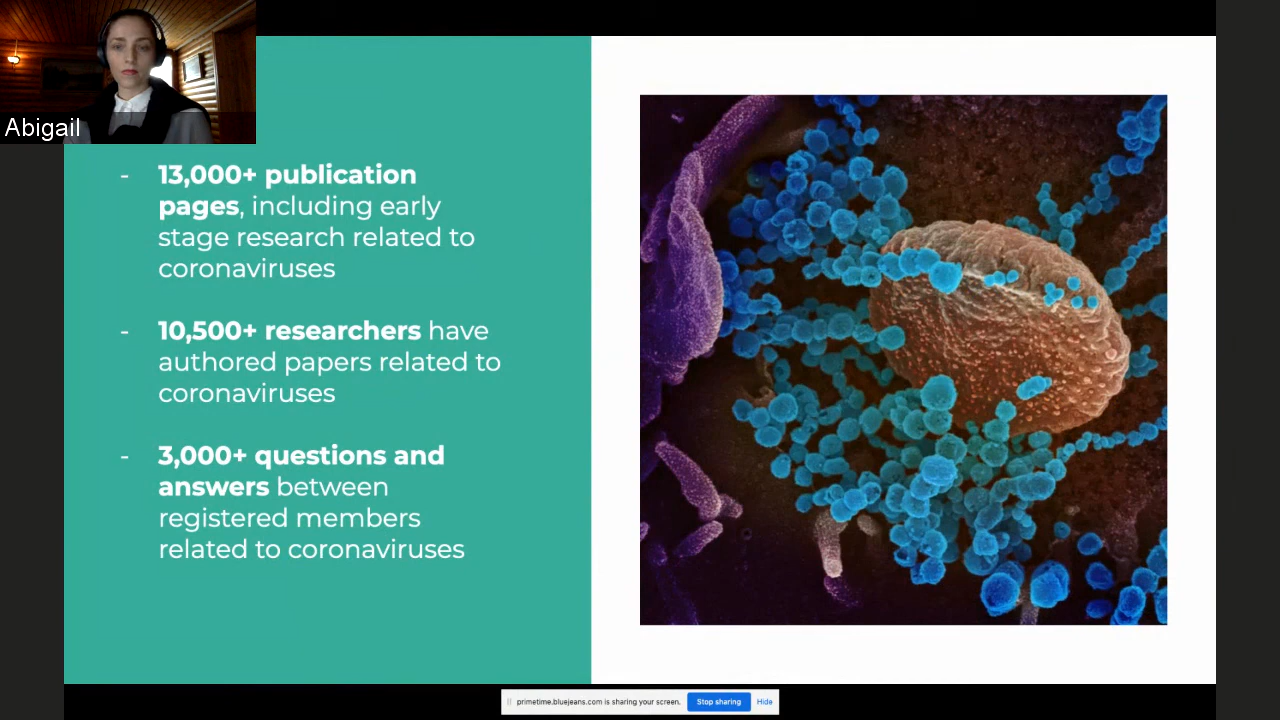 Abigail
- 13,000+ publication
pages, including early
stage research related to
coronaviruses
- 10,500+ researchers have
authored papers related to
coronaviruses
- 3,000+ questions and
answers between
registered members
related to coronaviruses
primetime.bluejeans.com is sharing your screen. Stop sharing Hide